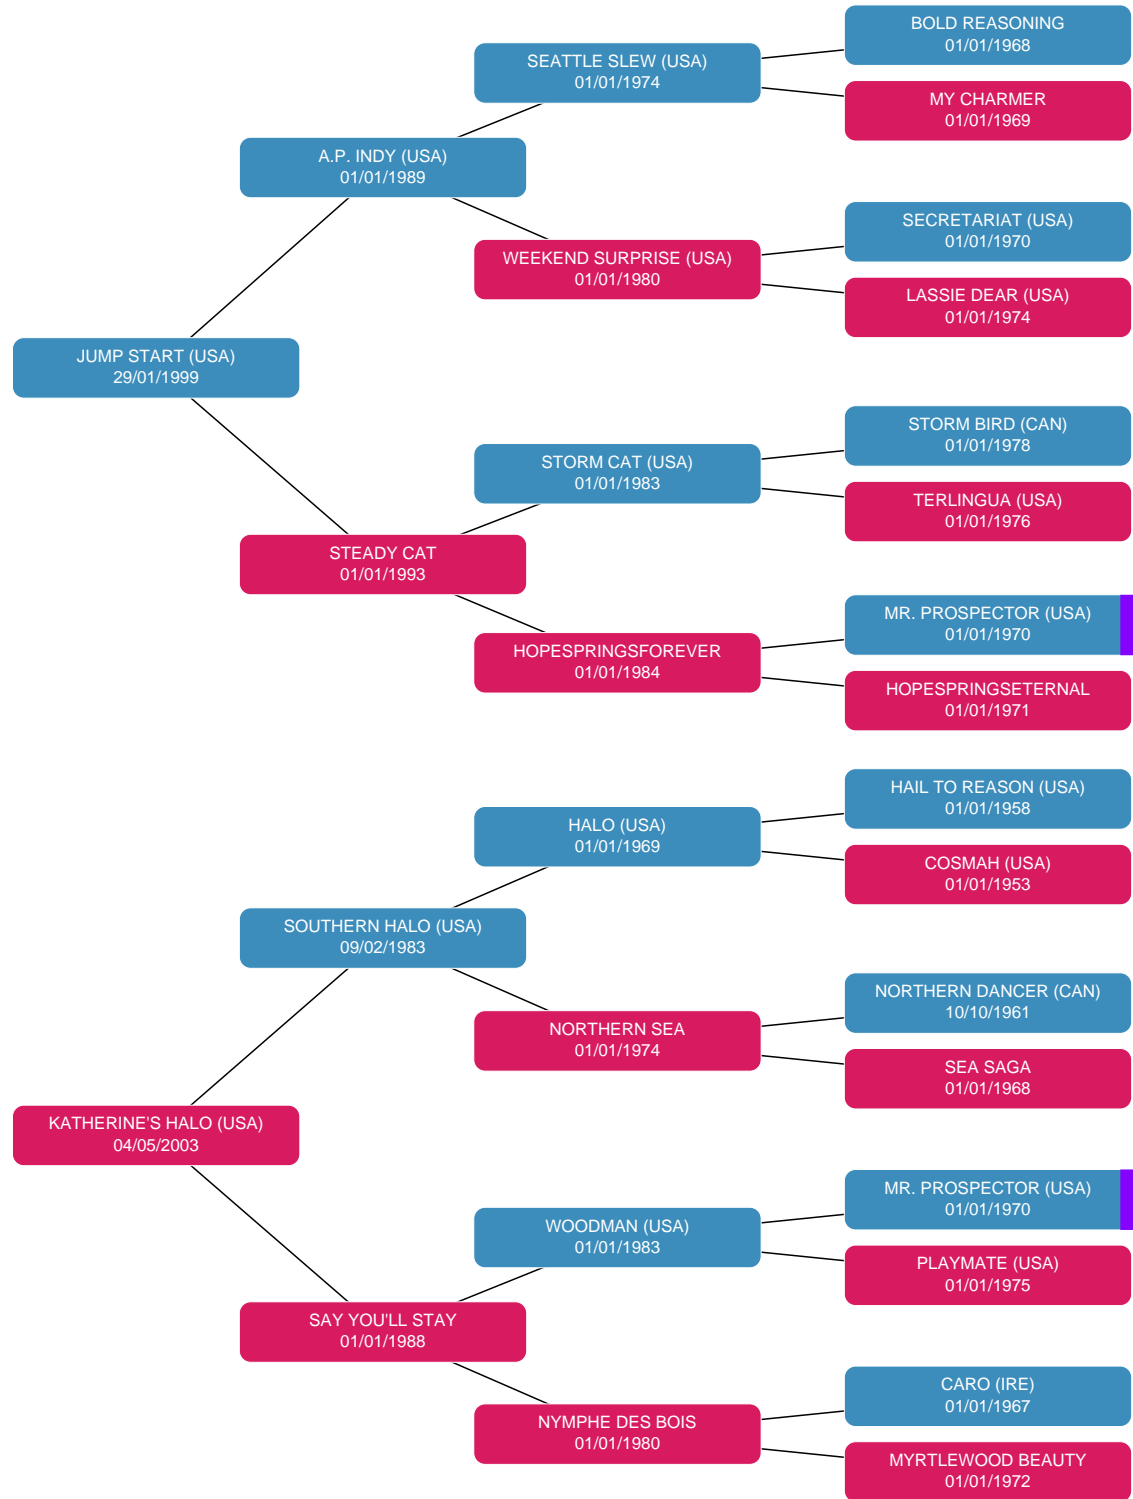 BOLD REASONING
01/01/1968
SEATTLE SLEW (USA)
01/01/1974
MY CHARMER
01/01/1969
A.P. INDY (USA)
01/01/1989
SECRETARIAT (USA)
01/01/1970
WEEKEND SURPRISE (USA)
01/01/1980
LASSIE DEAR (USA)
01/01/1974
JUMP START (USA)
29/01/1999
STORM BIRD (CAN)
01/01/1978
STORM CAT (USA)
01/01/1983
TERLINGUA (USA)
01/01/1976
STEADY CAT
01/01/1993
MR. PROSPECTOR (USA)
01/01/1970
HOPESPRINGSFOREVER
01/01/1984
HOPESPRINGSETERNAL
01/01/1971
HAIL TO REASON (USA)
01/01/1958
HALO (USA)
01/01/1969
COSMAH (USA)
01/01/1953
SOUTHERN HALO (USA)
09/02/1983
NORTHERN DANCER (CAN)
10/10/1961
NORTHERN SEA
01/01/1974
SEA SAGA
01/01/1968
KATHERINE'S HALO (USA)
04/05/2003
MR. PROSPECTOR (USA)
01/01/1970
WOODMAN (USA)
01/01/1983
PLAYMATE (USA)
01/01/1975
SAY YOU'LL STAY
01/01/1988
CARO (IRE)
01/01/1967
NYMPHE DES BOIS
01/01/1980
MYRTLEWOOD BEAUTY
01/01/1972